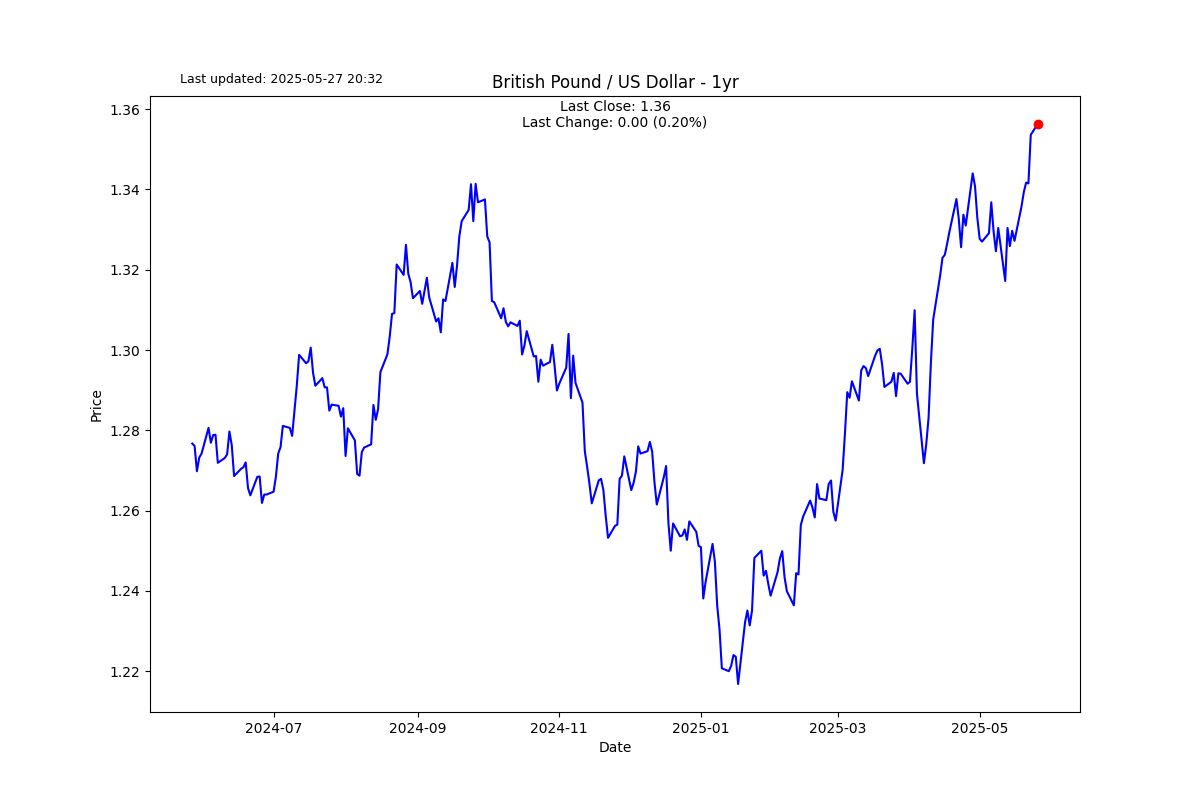 Last updated: 2025-05-27 20:32
British Pound / US Dollar - 1yr
Last Close: 1.36
Last Change: 0.00 (0.20%)
Price
1.36
1.34
1.32
1.30
1.28
1.26
1.24
1.22
2024-07
2024-09
2024-11
2025-01
2025-03
2025-05
Date